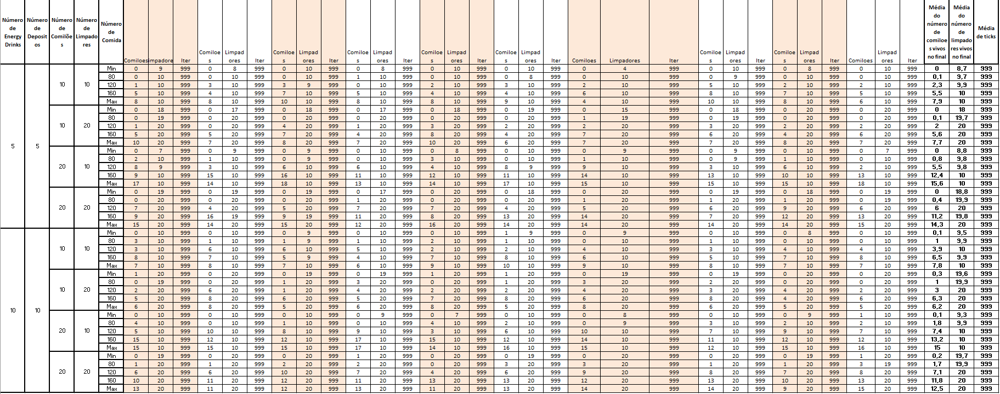 Número de Energy Drinks
Número de Deposit os
Número de Comilõe s
Número de Limpado res
Número de Comida
Comiloes impadore Iter Comiloe s Limpad ores Iter Comiloe s Limpad ores Iter Comiloe s Limpad ores Iter Comiloe s Limpad ores Iter Comiloe s Limpad ores Iter Comiloes Limpadores Iter Comiloe s Limpad ores Iter Comiloe s Limpad ores Iter Comiloes Limpad ores Iter
Média do número de comiloe s vivos no final
Média do número de limpado res vivos no final
Média de ticks
Min 0 9 999 0 8 999 0 10 999 0 8 999 0 10 999 0 10 999 0 4 999 0 10 999 0 8 999 0 10 999 0 8,7 999
80 0 10 999 0 10 999 0 10 999 1 10 999 0 10 999 0 8 999 0 10 999 0 9 999 0 10 999 0 10 999 0,1 9,7 999
10 10 120 1 10 999 3 10 999 3 9 999 0 10 999 2 10 999 3 10 999 2 10 999 5 10 999 2 10 999 2 10 999 2,3 9,9 999
160 5 10 999 4 10 999 7 10 999 5 10 999 4 10 999 4 10 999 6 10 999 8 10 999 7 10 999 5 10 999 5,5 10 999
Max 8 10 999 8 10 999 10 10 999 8 10 999 8 10 999 9 10 999 4 10 999 10 10 999 8 10 999 6 10 999 7,9 10 999
Min 0 18 999 0 17 999 0 18 999 0 17 999 0 18 999 0 19 999 0 15 999 0 18 999 0 20 999 0 20 999 0 18 999
80 0 19 999 0 20 999 0 20 999 0 20 999 0 20 999 0 20 999 1 19 999 0 19 999 0 20 999 0 20 999 0,1 19,7 999
10 20 120 1 20 999 0 20 999 4 20 999 1 20 999 3 20 999 2 20 999 2 20 999 3 20 999 2 20 999 2 20 999 2 20 999
160 5 20 999 5 20 999 7 20 999 4 20 999 8 20 999 4 20 999 7 20 999 6 20 999 4 20 999 6 20 999 5,6 20 999
5 5 Max 10 20 999 7 20 999 8 20 999 7 20 999 10 20 999 6 20 999 7 20 999 7 20 999 8 20 999 7 20 999 7,7 20 999
Min 0 7 999 0 9 999 0 9 999 0 10 999 0 8 999 0 10 999 0 9 999 0 9 999 0 10 999 0 7 999 0 8,8 999
80 2 10 999 1 10 999 0 9 999 0 10 999 3 10 999 0 10 999 1 10 999 0 9 999 1 10 999 0 10 999 0,8 9,8 999
20 10 120 8 9 999 3 10 999 6 10 999 6 10 999 4 10 999 8 9 999 9 10 999 3 10 999 6 10 999 2 10 999 5,5 9,8 999
160 9 10 999 15 10 999 16 10 999 11 10 999 12 10 999 11 10 999 14 10 999 13 10 999 10 10 999 13 10 999 12,4 10 999
Max 17 10 999 14 10 999 18 10 999 13 10 999 14 10 999 17 10 999 15 10 999 15 10 999 15 10 999 18 10 999 15,6 10 999
Min 0 19 999 0 19 999 0 19 999 0 17 999 0 20 999 0 18 999 0 20 999 0 19 999 0 18 999 0 19 999 0 18,8 999
80 0 20 999 0 20 999 0 20 999 1 20 999 0 20 999 0 20 999 1 20 999 1 20 999 1 20 999 0 19 999 0,4 19,9 999
20 20 120 7 20 999 4 20 999 5 20 999 7 20 999 7 20 999 4 20 999 5 20 999 6 20 999 9 20 999 6 20 999 6 20 999
160 9 20 999 16 19 999 9 19 999 11 20 999 8 20 999 13 20 999 14 20 999 7 20 999 12 20 999 13 20 999 11,2 19,8 999
Max 15 20 999 14 20 999 15 20 999 12 20 999 16 20 999 14 20 999 14 20 999 14 20 999 14 20 999 15 20 999 14,3 20 999
Min 0 10 999 0 10 999 0 9 999 0 10 999 0 10 999 1 9 999 0 9 999 0 10 999 0 8 999 0 10 999 0,1 9,5 999
80 3 10 999 1 10 999 1 9 999 1 10 999 2 10 999 1 10 999 0 10 999 1 10 999 0 10 999 0 10 999 1 9,9 999
10 10 120 3 10 999 6 10 999 6 10 999 5 10 999 2 10 999 2 10 999 4 10 999 3 10 999 4 10 999 4 10 999 3,9 10 999
160 8 10 999 7 10 999 5 9 999 4 10 999 7 10 999 8 10 999 6 10 999 5 10 999 7 10 999 8 10 999 6,5 9,9 999
Max 7 10 999 8 10 999 7 10 999 6 10 999 9 10 999 10 10 999 9 10 999 8 10 999 7 10 999 7 10 999 7,8 10 999
Min 1 20 999 0 20 999 0 19 999 0 19 999 1 20 999 1 20 999 0 19 999 0 19 999 0 20 999 0 20 999 0,3 19,6 999
80 0 19 999 0 20 999 1 20 999 3 20 999 0 20 999 1 20 999 3 20 999 2 20 999 0 20 999 0 20 999 1 19,9 999
10 20 120 2 20 999 6 20 999 1 20 999 4 20 999 2 20 999 2 20 999 4 20 999 3 20 999 4 20 999 2 20 999 3 20 999
160 5 20 999 8 20 999 6 20 999 5 20 999 7 20 999 8 20 999 6 20 999 8 20 999 4 20 999 6 20 999 6,3 20 999
10 10 Max 6 20 999 8 20 999 5 20 999 6 20 999 8 20 999 5 20 999 8 20 999 6 20 999 5 20 999 5 20 999 6,2 20 999
Min 0 10 999 0 10 999 0 10 999 0 9 999 0 7 999 0 10 999 0 8 999 0 10 999 0 9 999 1 10 999 0,1 9,3 999
80 4 10 999 0 10 999 1 10 999 0 10 999 4 10 999 2 10 999 0 9 999 3 10 999 2 10 999 2 10 999 1,8 9,9 999
20 10 120 5 10 999 10 10 999 8 10 999 9 10 999 3 10 999 6 10 999 10 10 999 7 10 999 9 10 999 7 10 999 7,4 10 999
160 15 10 999 12 10 999 12 10 999 17 10 999 15 10 999 12 10 999 14 10 999 11 10 999 12 10 999 12 10 999 13,2 10 999
Max 15 10 999 15 10 999 15 10 999 17 10 999 14 10 999 16 10 999 15 10 999 12 10 999 15 10 999 16 10 999 15 10 999
Min 0 19 999 0 20 999 0 20 999 1 20 999 0 20 999 0 19 999 0 20 999 0 20 999 0 19 999 1 20 999 0,2 19,7 999
80 1 20 999 1 20 999 2 20 999 2 20 999 0 20 999 3 20 999 3 20 999 1 20 999 1 20 999 3 19 999 1,7 19,9 999
20 20 120 6 20 999 6 20 999 10 20 999 7 20 999 4 20 999 6 20 999 9 20 999 8 20 999 7 20 999 8 20 999 7,1 20 999
160 10 20 999 11 20 999 12 20 999 11 20 999 13 20 999 13 20 999 12 20 999 13 20 999 10 20 999 13 20 999 11,8 20 999
Max 13 20 999 11 20 999 12 20 999 13 20 999 11 20 999 13 20 999 14 20 999 14 20 999 9 20 999 15 20 999 12,5 20 999